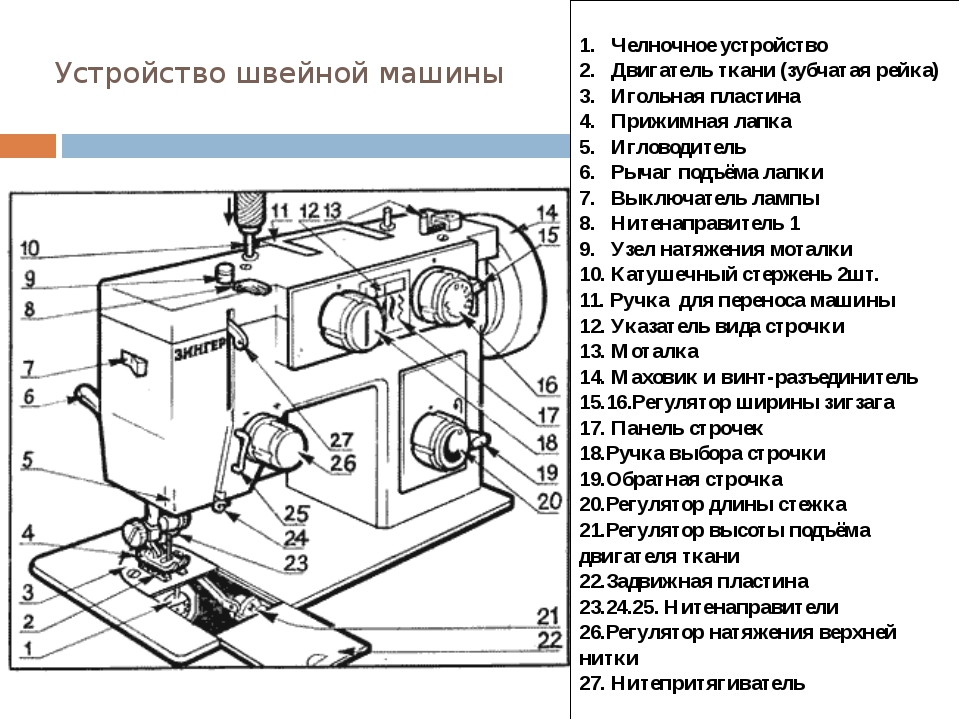 Устройство швейной машины
1. Челночное устройство
2. Двигатель ткани (зубчатая рейка)
3. Игольная пластина
4. Прижимная лапка
5. Игловодитель
6. Рычаг подъёма лапки
7. Выключатель лампы
8. Нитенаправитель 1
9. Узел натяжения моталки
10. Катушечный стержень 2шт.
11. Ручка для переноса машины
12. Указатель вида строчки
13. Моталка
14. Маховик и винт-разъединитель
15.16.Регулятор ширины зигзага
17. Панель строчек
18.Ручка выбора строчки
19.Обратная строчка
20.Регулятор длины стежка
21.Регулятор высоты подъёма
двигателя ткани
22.Задвижная пластина
23.24.25. Нитенаправители
26.Регулятор натяжения верхней
нитки
27. Нитепритягиватель
11 12 13 14
15
10
9
8
ЗИНГЕР
7
6
16
17
27
18
26
19
5
20
25
24
4
23
3
2
21
1
22